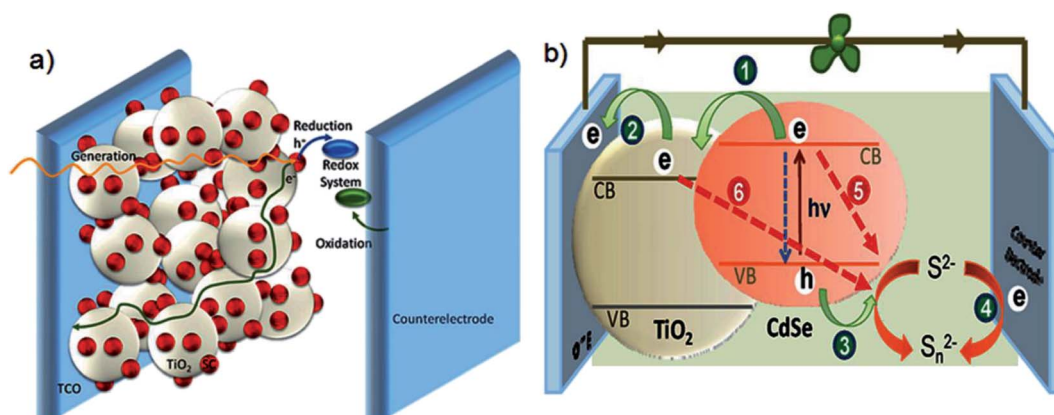 a)
Generation
Reduction
h⁺
e⁻
Redox
System
Oxidation
Counterelectrode
TCO
TiO₂
SC
b)
1
2
e
e
e
CB
CB
6
5
hν
VB
h
VB
TiO₂
CdSe
3
S²⁻
Sₙ²⁻
4
e
Counter
Electrode